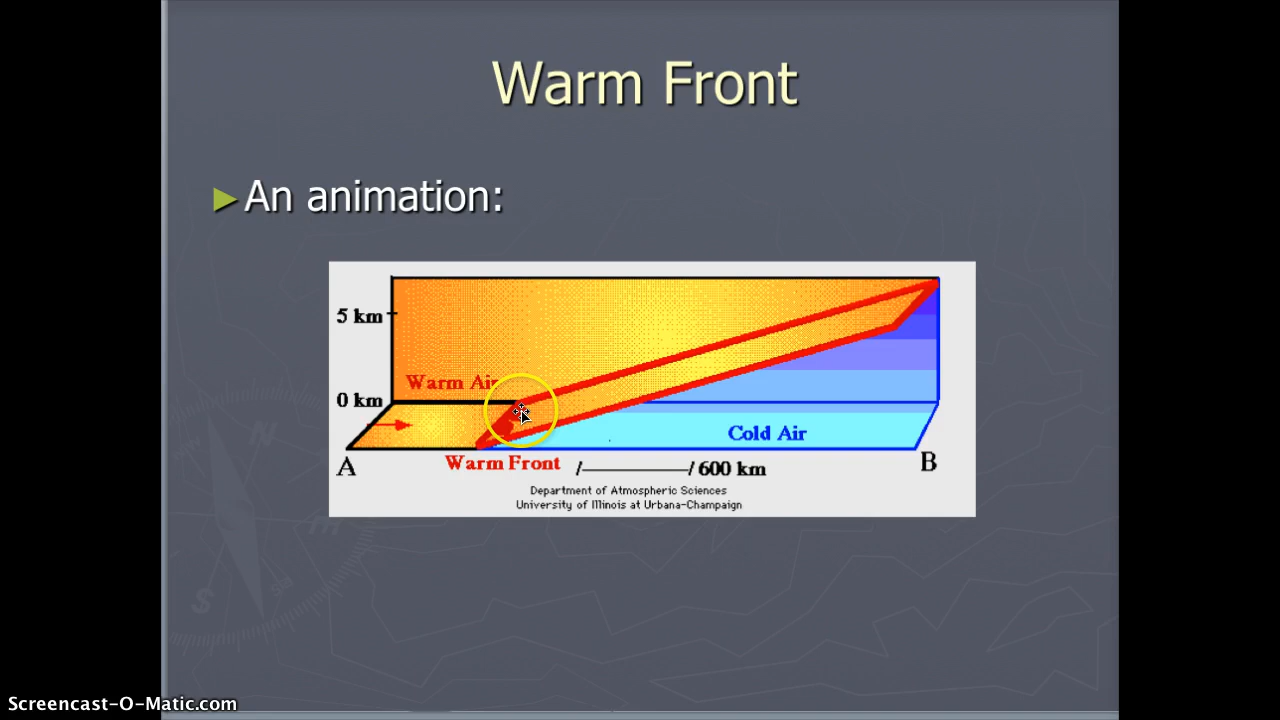 Warm Front
An animation:
5 km
Warm Air
0 km
Cold Air
A
Warm Front
600 km
B
Department of Atmospheric Sciences
University of Illinois at Urbana-Champaign
N
S
Screencast-O-Matic.com